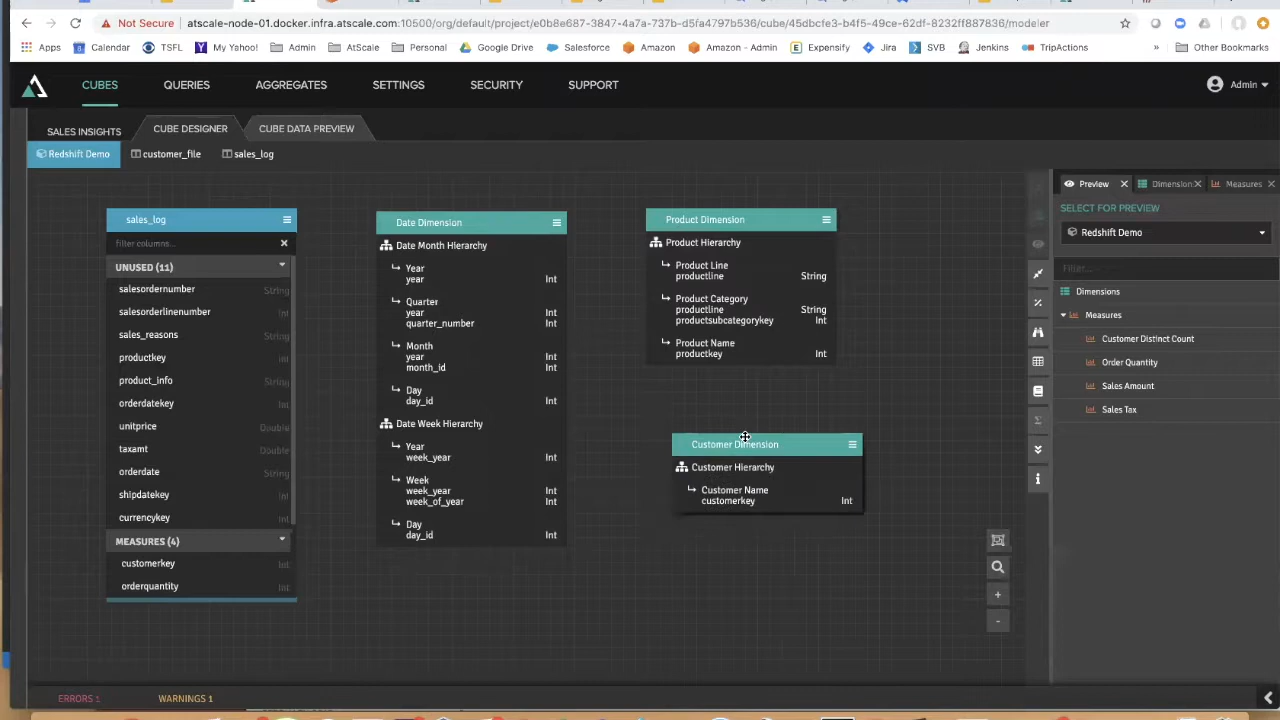 Not Secure | atscale-node-01.docker.infra.atscale.com:10500/org/default/project/e0b8e687-3847-4a7a-737b-d5fa4797b536/cube/45dbcfe3-b4f5-49ce-62df-8232ff887836/modeler
Apps Calendar TSFL My Yahoo! Admin AtScale Personal Google Drive Salesforce Amazon Amazon - Admin Expensify Jira SVB Jenkins TripActions » Other Bookmarks
CUBES QUERIES AGGREGATES SETTINGS SECURITY SUPPORT Admin
SALES INSIGHTS CUBE DESIGNER CUBE DATA PREVIEW
Redshift Demo customer_file sales_log
sales_log
filter columns...
UNUSED (11)
salesordernumber String
salesorderlinenumber Int
sales_reasons String
productkey Int
product_info String
orderdatekey Int
unitprice Double
taxamt Double
orderdate String
shipdatekey Int
currencykey Int
MEASURES (4)
customerkey Int
orderquantity Int
Date Dimension
Date Month Hierarchy
Year
year Int
Quarter
year Int
quarter_number Int
Month
year Int
month_id Int
Day
day_id Int
Date Week Hierarchy
Year
week_year Int
Week
week_year Int
week_of_year Int
Day
day_id Int
Product Dimension
Product Hierarchy
Product Line
productline String
Product Category
productline String
productsubcategorykey Int
Product Name
productkey Int
Customer Dimension
Customer Hierarchy
Customer Name
customerkey Int
Preview Dimension Measures
SELECT FOR PREVIEW
Redshift Demo
Filter...
Dimensions
Measures
Customer Distinct Count
Order Quantity
Sales Amount
Sales Tax
ERRORS 1 WARNINGS 1